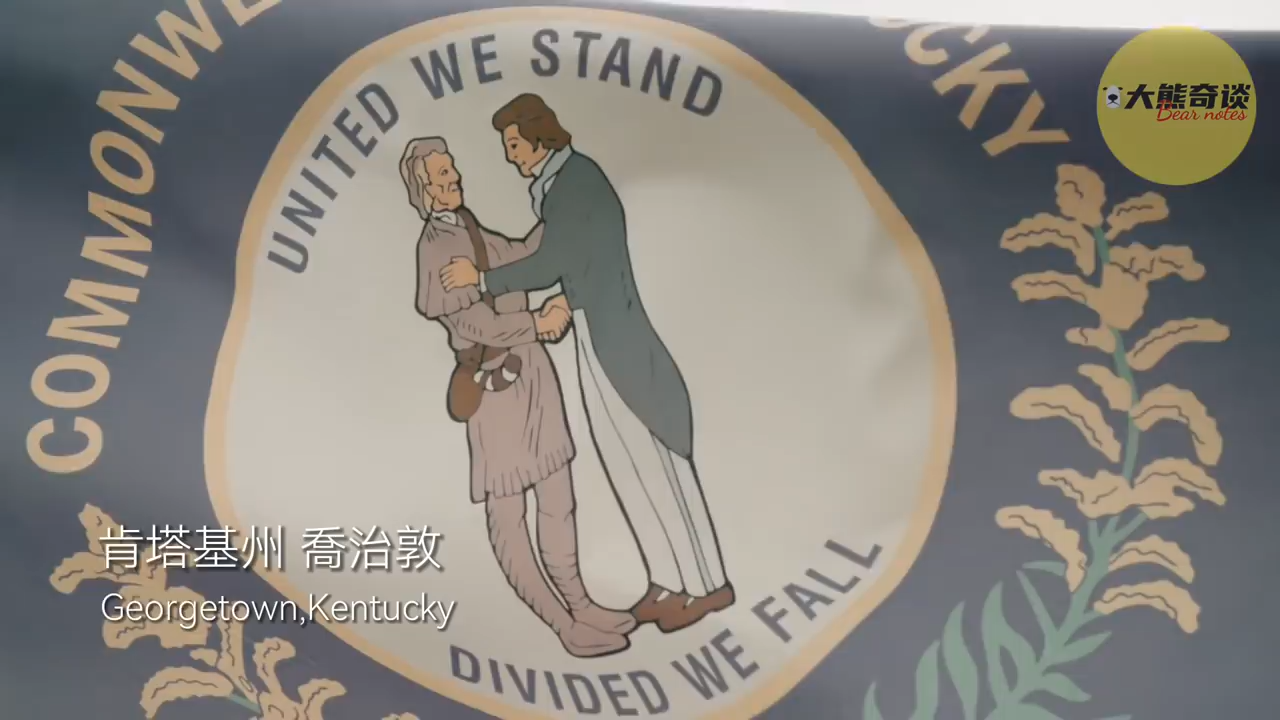 COMMONWE
UCKY
UNITED WE STAND
DIVIDED WE FALL
大熊奇谈
Bear notes
肯塔基州 喬治敦
Georgetown,Kentucky